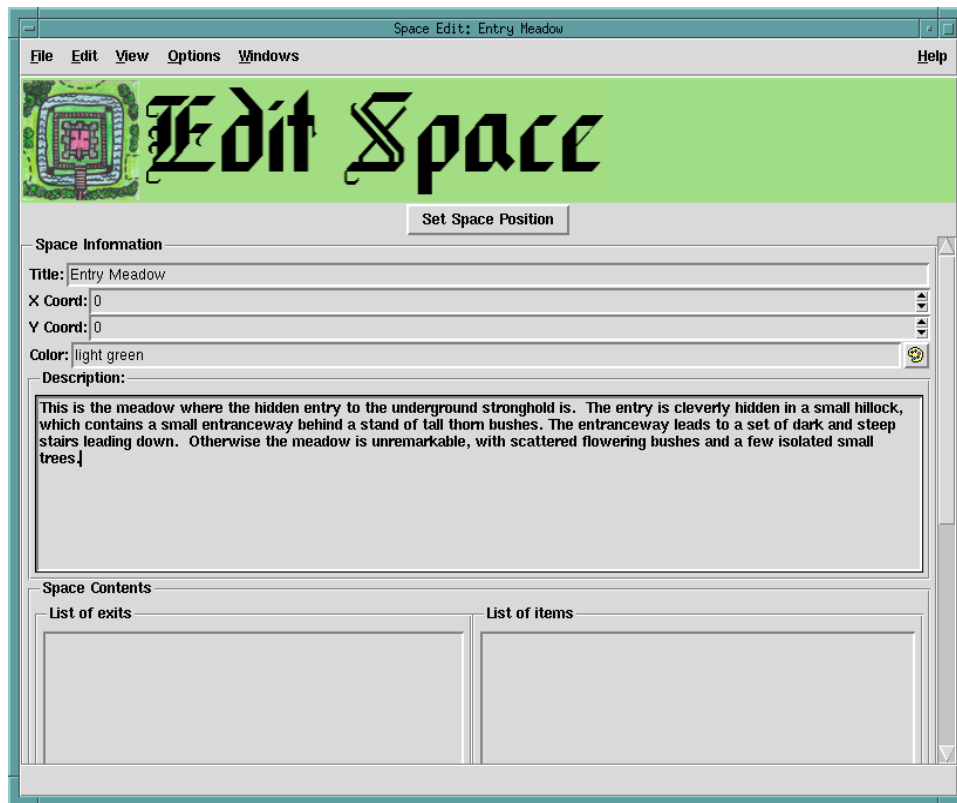 Space Edit: Entry Meadow
File Edit View Options Windows Help
Edit Space
Set Space Position
Space Information
Title: Entry Meadow
X Coord: 0
Y Coord: 0
Color: light green
Description:
This is the meadow where the hidden entry to the underground stronghold is.  The entry is cleverly hidden in a small hillock,
which contains a small entranceway behind a stand of tall thorn bushes. The entranceway leads to a set of dark and steep
stairs leading down.  Otherwise the meadow is unremarkable, with scattered flowering bushes and a few isolated small
trees.
Space Contents
List of exits List of items